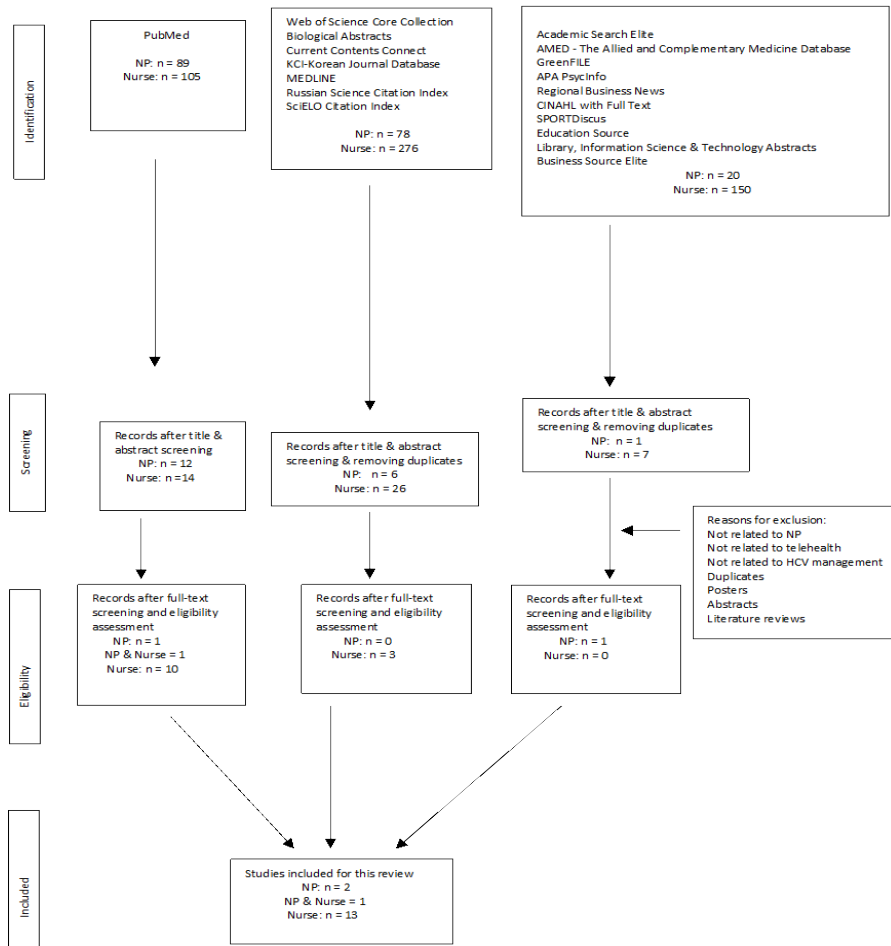 Identification
PubMed
NP: n = 89
Nurse: n = 105
Web of Science Core Collection
Biological Abstracts
Current Contents Connect
KCI-Korean Journal Database
MEDLINE
Russian Science Citation Index
SciELO Citation Index
NP: n = 78
Nurse: n = 276
Academic Search Elite
AMED - The Allied and Complementary Medicine Database
GreenFILE
APA PsycInfo
Regional Business News
CINAHL with Full Text
SPORTDiscus
Education Source
Library, Information Science & Technology Abstracts
Business Source Elite
NP: n = 20
Nurse: n = 150
Screening
Records after title &
abstract screening
NP: n = 12
Nurse: n =14
Records after title & abstract
screening & removing duplicates
NP: n = 6
Nurse: n = 26
Records after title & abstract
screening & removing duplicates
NP: n = 1
Nurse: n = 7
Reasons for exclusion:
Not related to NP
Not related to telehealth
Not related to HCV management
Duplicates
Posters
Abstracts
Literature reviews
Eligibility
Records after full-text
screening and eligibility
assessment
NP: n = 1
NP & Nurse = 1
Nurse: n = 10
Records after full-text
screening and eligibility
assessment
NP: n = 0
Nurse: n = 3
Records after full-text
screening and eligibility
assessment
NP: n = 1
Nurse: n = 0
Included
Studies included for this review
NP: n = 2
NP & Nurse = 1
Nurse: n = 13